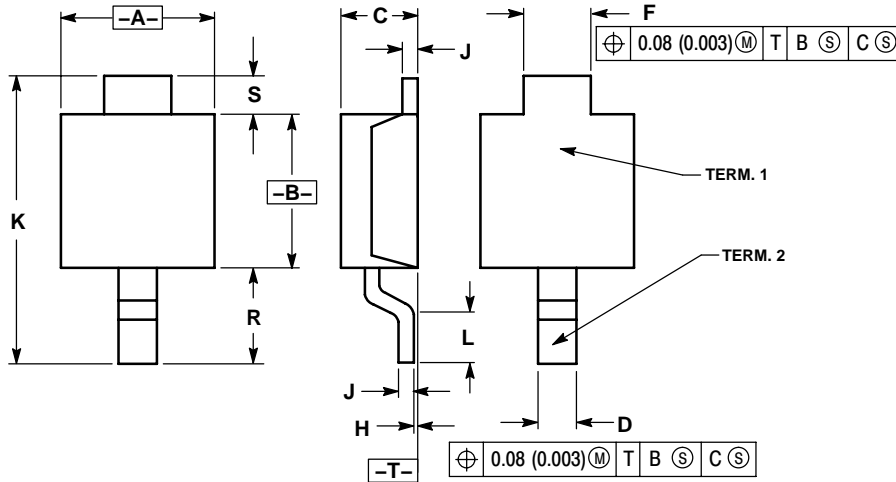 –A–
C
F
⌖ 0.08 (0.003) Ⓜ T B Ⓢ C Ⓢ
J
S
K
–B–
TERM. 1
TERM. 2
R
L
J
H
D
–T–
⌖ 0.08 (0.003) Ⓜ T B Ⓢ C Ⓢ